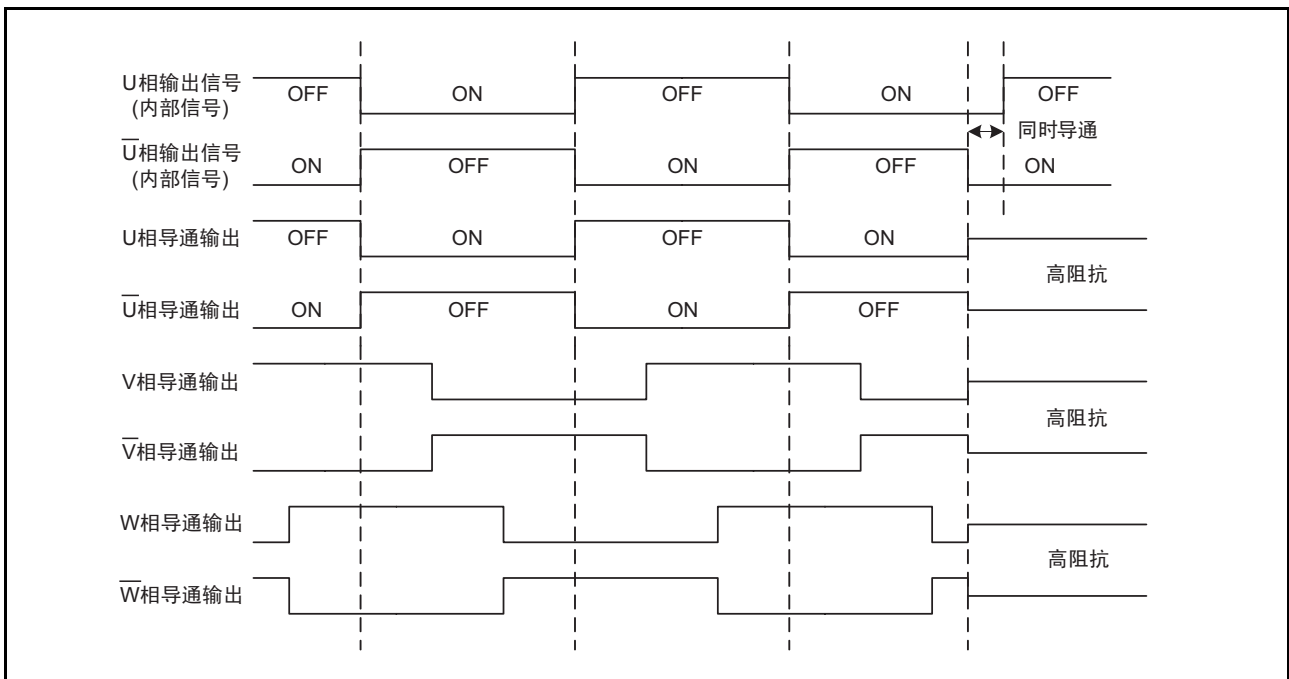 U相输出信号
(内部信号)
OFF ON OFF ON OFF
同时导通
U̅相输出信号
(内部信号)
ON OFF ON OFF ON
U相导通输出 OFF ON OFF ON
高阻抗
U̅相导通输出 ON OFF ON OFF
V相导通输出
高阻抗
V̅相导通输出
W相导通输出
高阻抗
W̅相导通输出